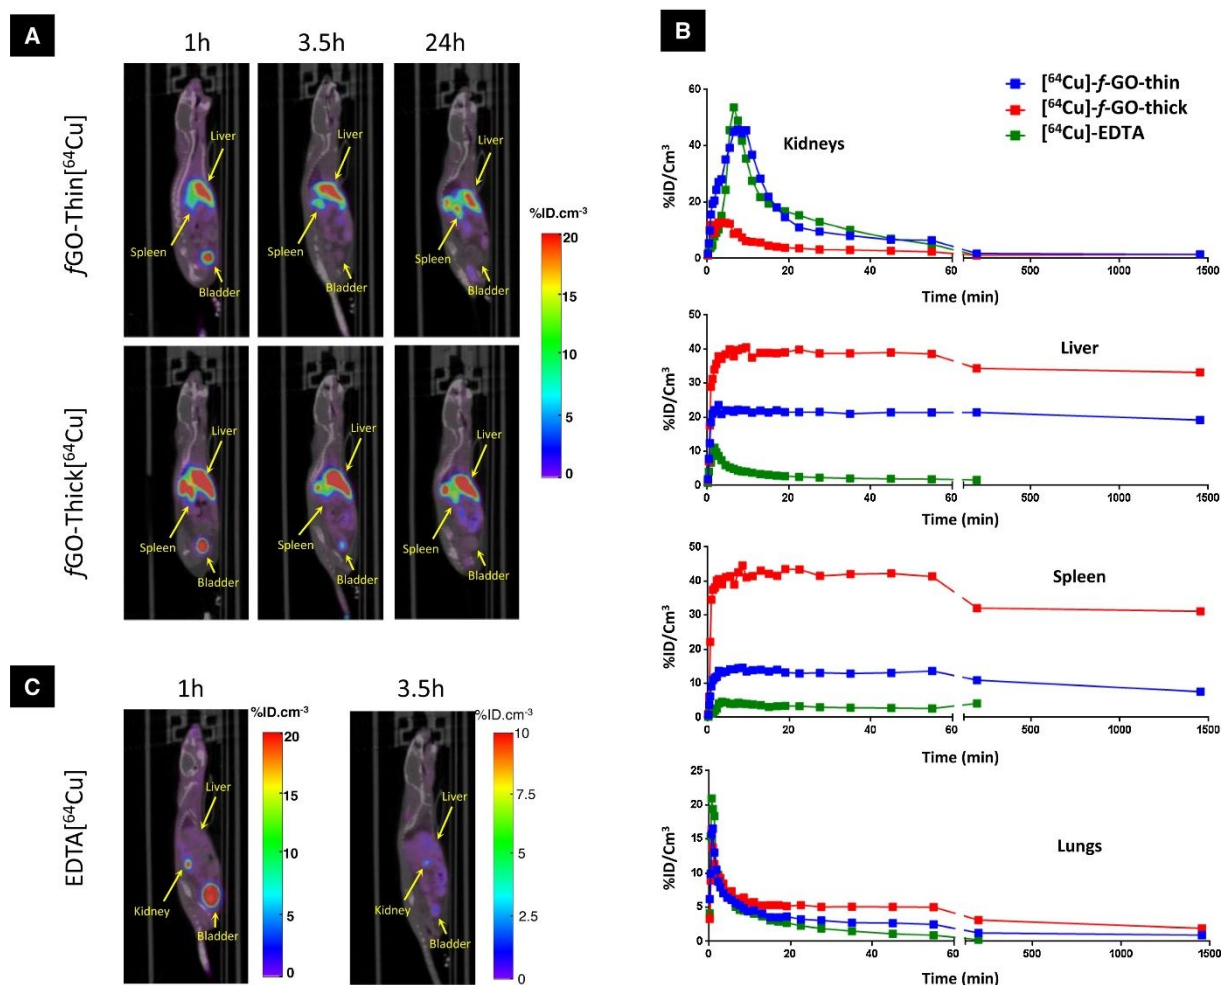 A
1h 3.5h 24h
fGO-Thin[⁶⁴Cu]
Liver
Spleen
Bladder
Liver
Spleen
Bladder
Liver
Spleen
Bladder
fGO-Thick[⁶⁴Cu]
Liver
Spleen
Bladder
Liver
Spleen
Bladder
Liver
Spleen
Bladder
%ID.cm⁻³
20
15
10
5
0
C
1h 3.5h
EDTA[⁶⁴Cu]
Liver
Kidney
Bladder
%ID.cm⁻³
20
15
10
5
0
Liver
Kidney
Bladder
%ID.cm⁻³
10
7.5
5
2.5
0
B
[⁶⁴Cu]-f-GO-thin
[⁶⁴Cu]-f-GO-thick
[⁶⁴Cu]-EDTA
Kidneys
%ID/Cm³
60
40
20
0
0 20 40 60 500 1000 1500
Time (min)
Liver
%ID/Cm³
50
40
30
20
10
0
0 20 40 60 500 1000 1500
Time (min)
Spleen
%ID/Cm³
50
40
30
20
10
0
0 20 40 60 500 1000 1500
Time (min)
Lungs
%ID/Cm³
25
20
15
10
5
0
0 20 40 60 500 1000 1500
Time (min)